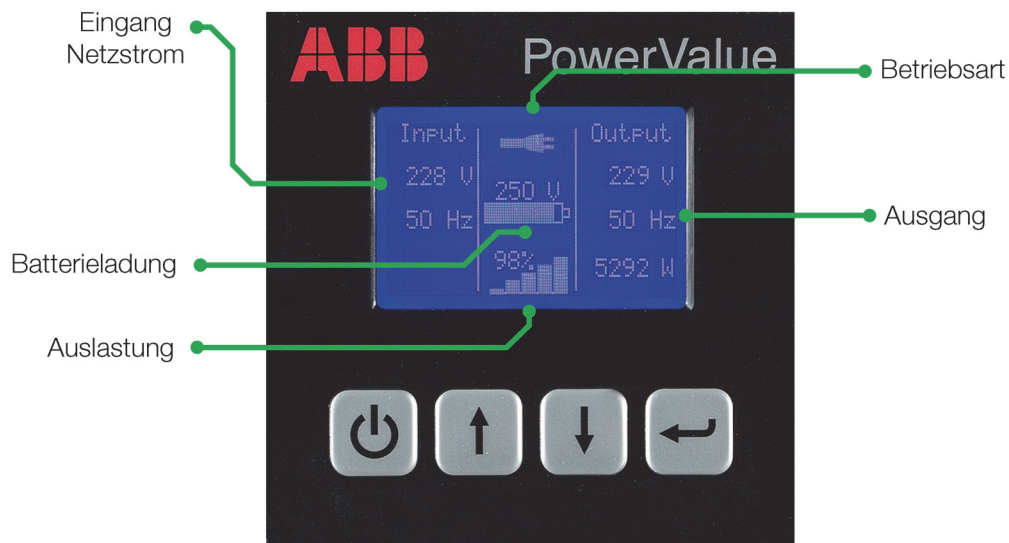 Eingang
Netzstrom
ABB
PowerValue
Betriebsart
Input
Output
228 V
250 V
229 V
50 Hz
50 Hz
Ausgang
Batterieladung
98%
5292 W
Auslastung